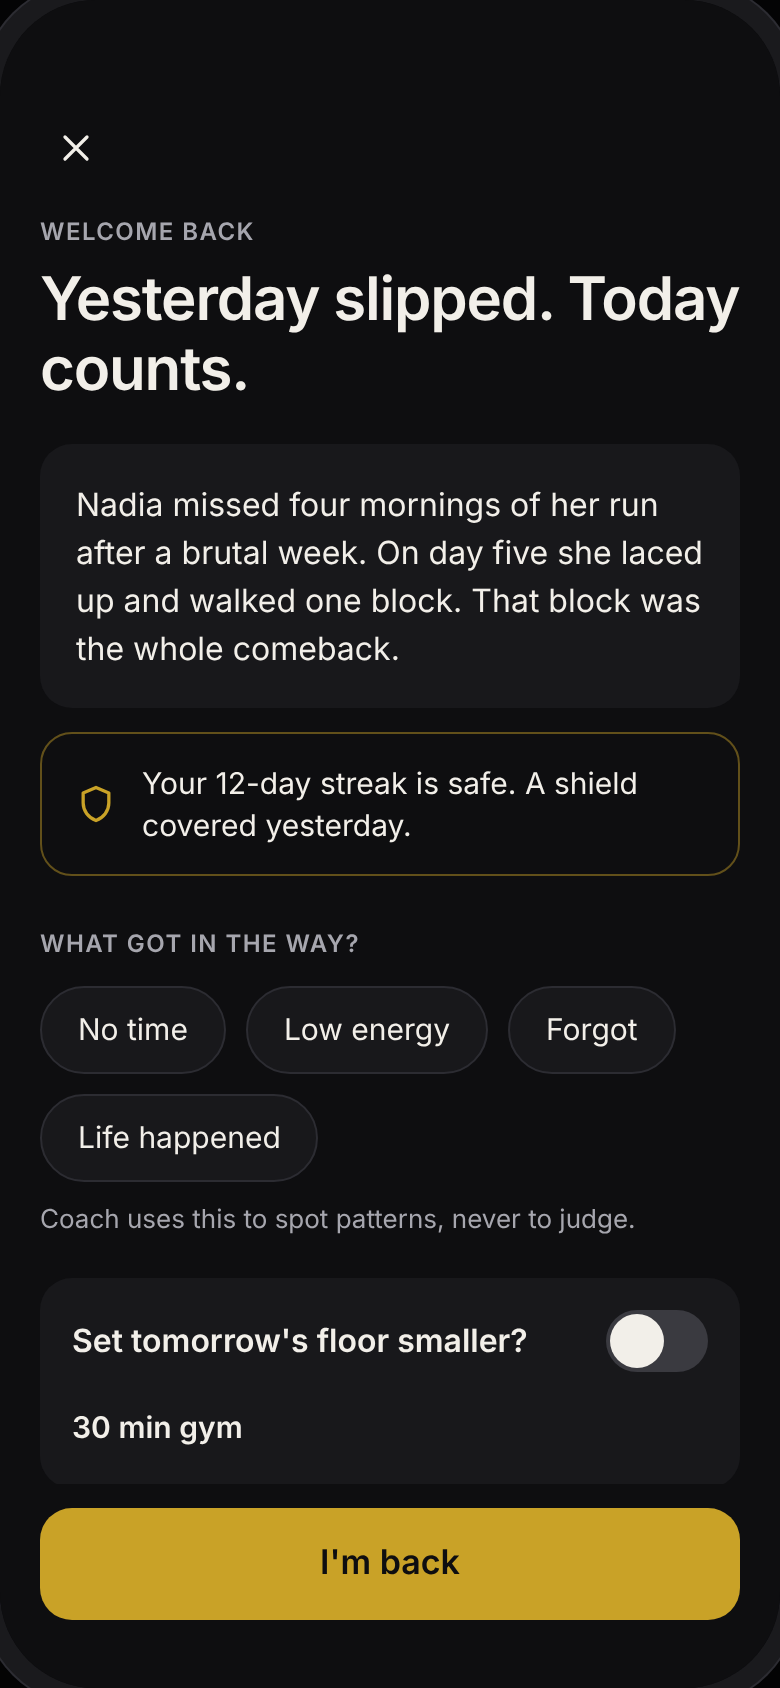 WELCOME BACK
Yesterday slipped. Today
counts.
Nadia missed four mornings of her run
after a brutal week. On day five she laced
up and walked one block. That block was
the whole comeback.
Your 12-day streak is safe. A shield
covered yesterday.
WHAT GOT IN THE WAY?
No time
Low energy
Forgot
Life happened
Coach uses this to spot patterns, never to judge.
Set tomorrow's floor smaller?
30 min gym
I'm back